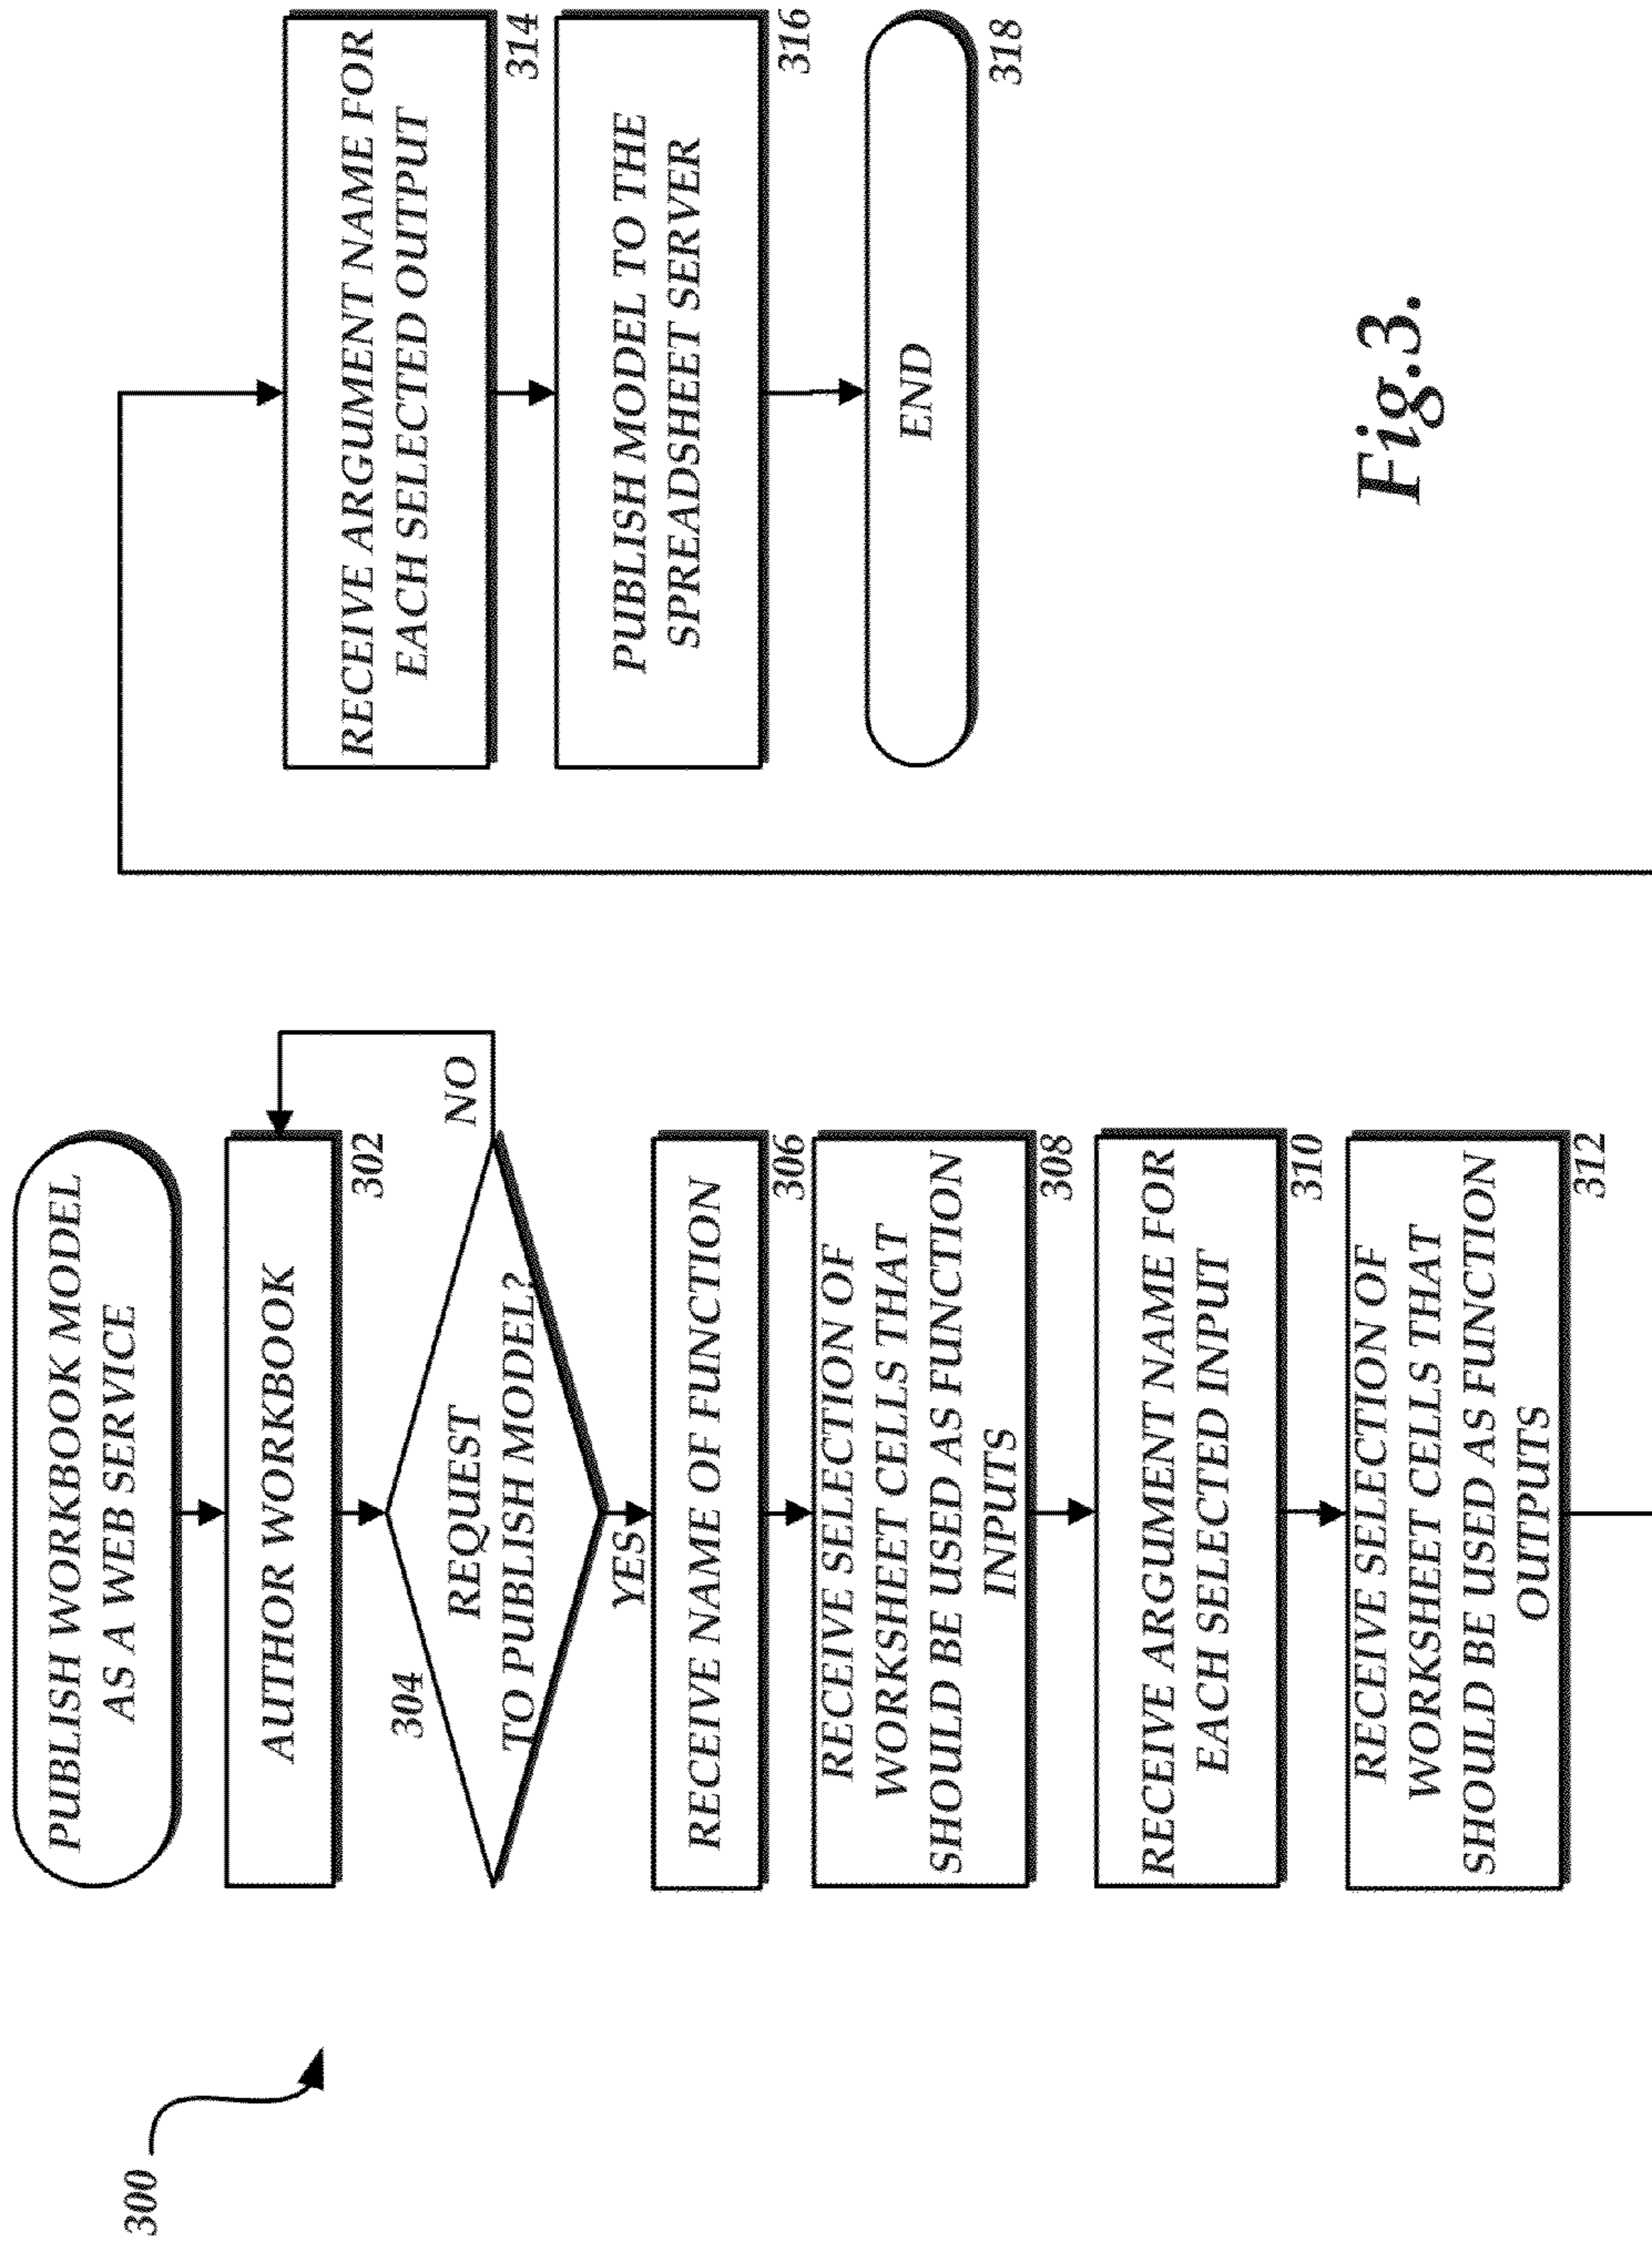 300
PUBLISH WORKBOOK MODEL
AS A WEB SERVICE
AUTHOR WORKBOOK
302
304
REQUEST
TO PUBLISH MODEL?
NO
YES
RECEIVE NAME OF FUNCTION
306
RECEIVE SELECTION OF
WORKSHEET CELLS THAT
SHOULD BE USED AS FUNCTION
INPUTS
308
RECEIVE ARGUMENT NAME FOR
EACH SELECTED INPUT
310
RECEIVE SELECTION OF
WORKSHEET CELLS THAT
SHOULD BE USED AS FUNCTION
OUTPUTS
312
RECEIVE ARGUMENT NAME FOR
EACH SELECTED OUTPUT
314
PUBLISH MODEL TO THE
SPREADSHEET SERVER
316
END
318
Fig.3.